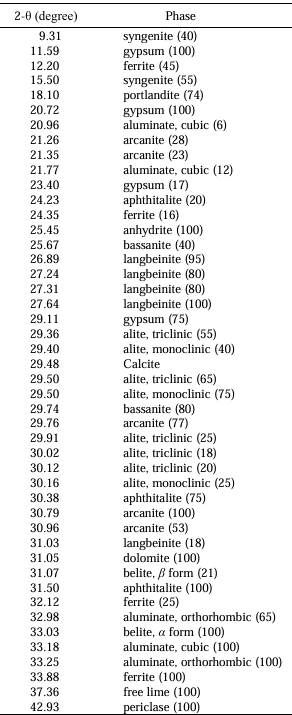 2-θ (degree) Phase
9.31 syngenite (40)
11.59 gypsum (100)
12.20 ferrite (45)
15.50 syngenite (55)
18.10 portlandite (74)
20.72 gypsum (100)
20.96 aluminate, cubic (6)
21.26 arcanite (28)
21.35 arcanite (23)
21.77 aluminate, cubic (12)
23.40 gypsum (17)
24.23 aphthitalite (20)
24.35 ferrite (16)
25.45 anhydrite (100)
25.67 bassanite (40)
26.89 langbeinite (95)
27.24 langbeinite (80)
27.31 langbeinite (80)
27.64 langbeinite (100)
29.11 gypsum (75)
29.36 alite, triclinic (55)
29.40 alite, monoclinic (40)
29.48 Calcite
29.50 alite, triclinic (65)
29.50 alite, monoclinic (75)
29.74 bassanite (80)
29.76 arcanite (77)
29.91 alite, triclinic (25)
30.02 alite, triclinic (18)
30.12 alite, triclinic (20)
30.16 alite, monoclinic (25)
30.38 aphthitalite (75)
30.79 arcanite (100)
30.96 arcanite (53)
31.03 langbeinite (18)
31.05 dolomite (100)
31.07 belite, β form (21)
31.50 aphthitalite (100)
32.12 ferrite (25)
32.98 aluminate, orthorhombic (65)
33.03 belite, α form (100)
33.18 aluminate, cubic (100)
33.25 aluminate, orthorhombic (100)
33.88 ferrite (100)
37.36 free lime (100)
42.93 periclase (100)